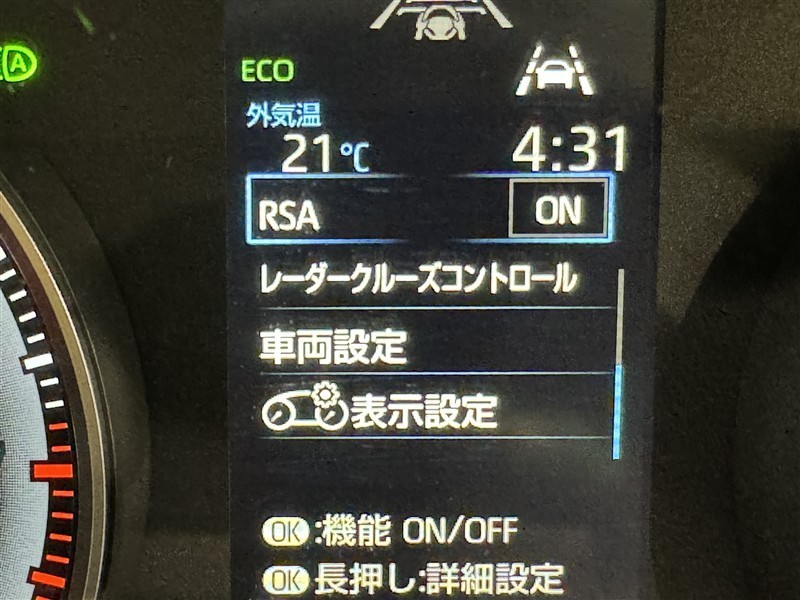 A
ECO
外気温
21℃ 4:31
RSA ON
レーダークルーズコントロール
車両設定
表示設定
OK:機能 ON/OFF
OK長押し:詳細設定